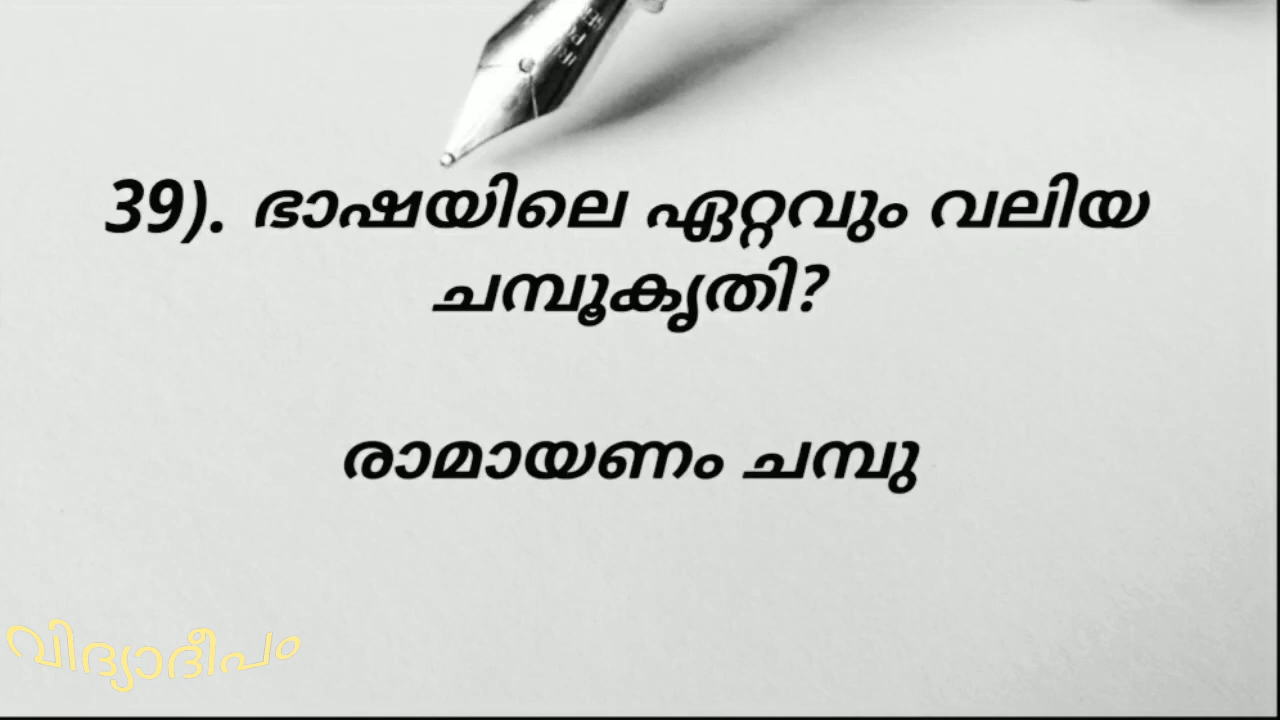 39). ഭാഷയിലെ ഏറ്റവും വലിയ
ചമ്പൂകൃതി?
രാമായണം ചമ്പു
വിദ്യാദീപം